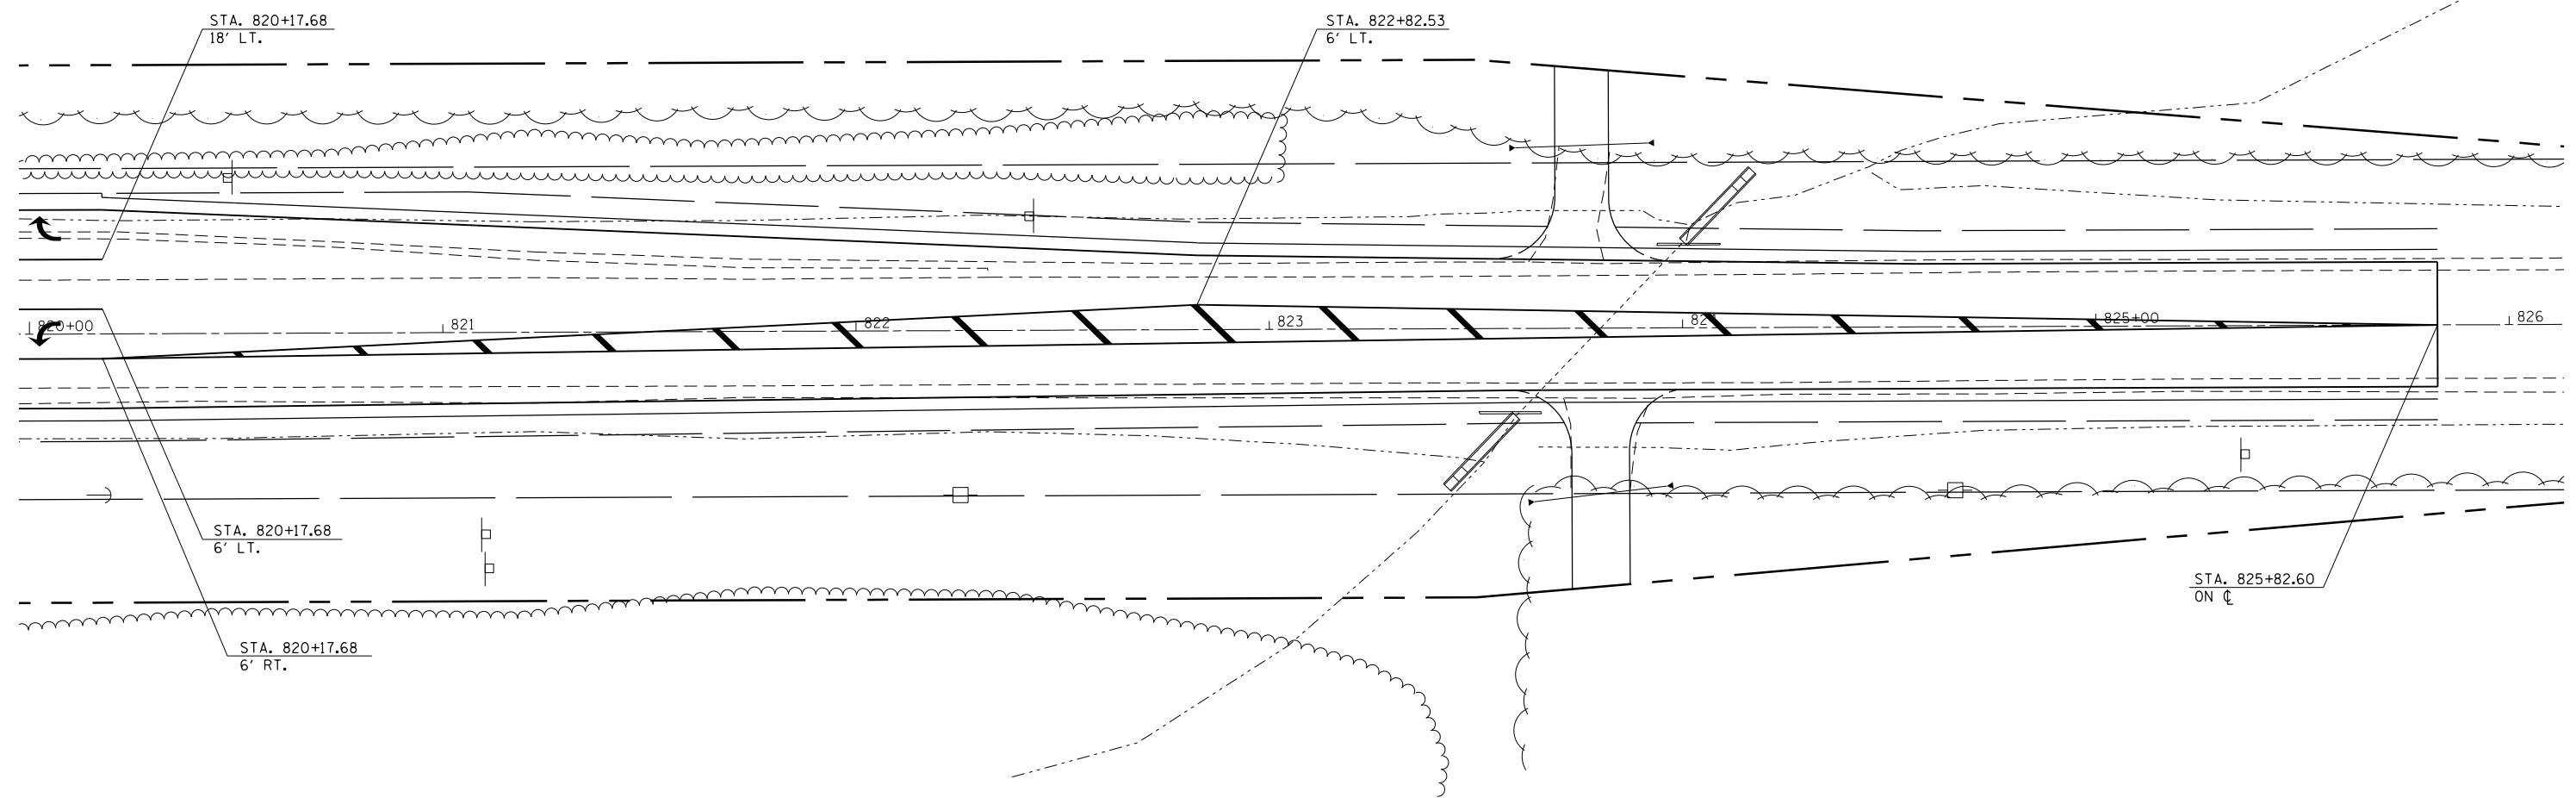 STA. 820+17.68
18' LT.
STA. 822+82.53
6' LT.
820+00
821
822
823
825+00
826
STA. 820+17.68
6' LT.
STA. 825+82.60
ON ℄
STA. 820+17.68
6' RT.